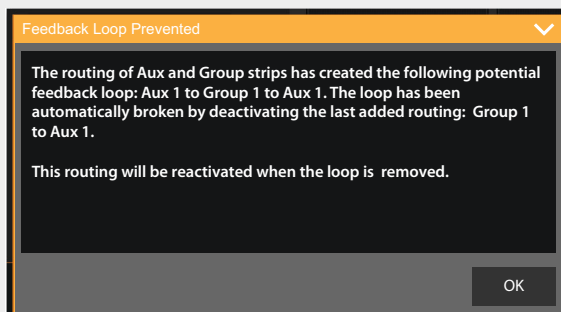 Feedback Loop Prevented
The routing of Aux and Group strips has created the following potential
feedback loop: Aux 1 to Group 1 to Aux 1. The loop has been
automatically broken by deactivating the last added routing:  Group 1
to Aux 1.
This routing will be reactivated when the loop is  removed.
OK